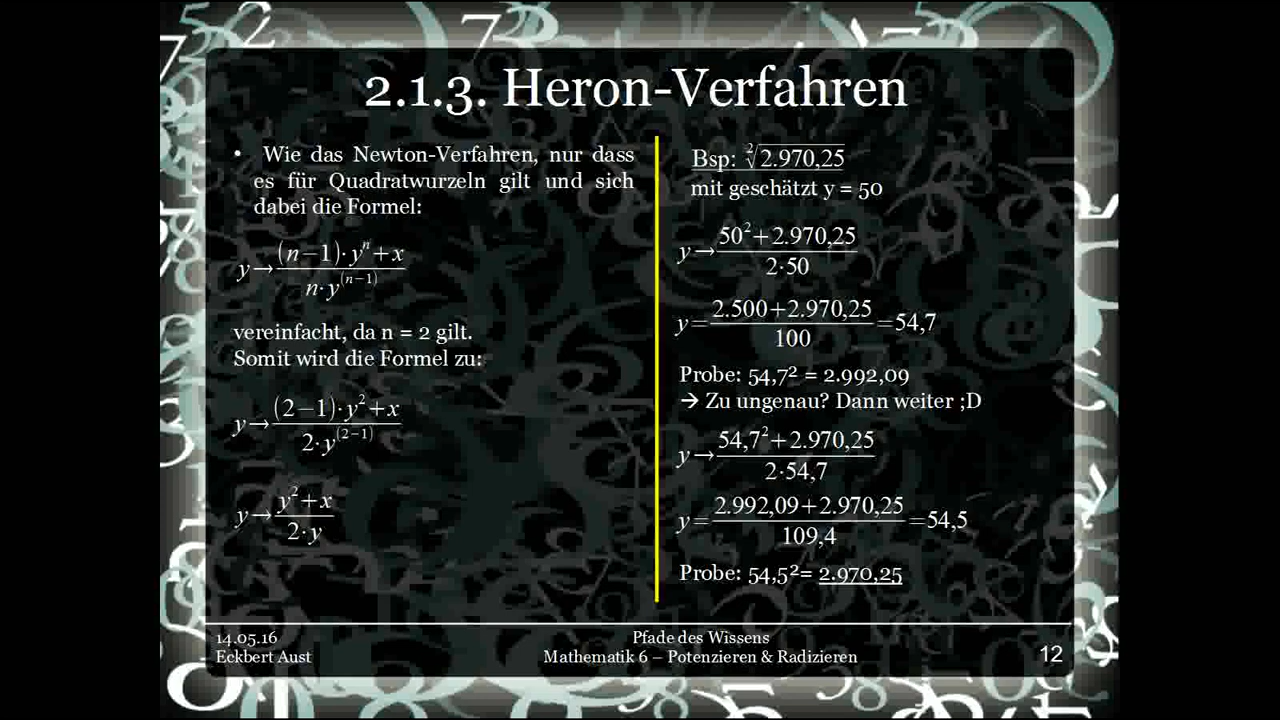 2.1.3. Heron-Verfahren
• Wie das Newton-Verfahren, nur dass
es für Quadratwurzeln gilt und sich
dabei die Formel:
y→((n−1)·yⁿ+x)/(n·y⁽ⁿ⁻¹⁾)
vereinfacht, da n = 2 gilt.
Somit wird die Formel zu:
y→((2−1)·y²+x)/(2·y⁽²⁻¹⁾)
y→(y²+x)/(2·y)
Bsp: ²√2.970,25
mit geschätzt y = 50
y→(50²+2.970,25)/(2·50)
y=(2.500+2.970,25)/100=54,7
Probe: 54,7² = 2.992,09
→ Zu ungenau? Dann weiter ;D
y→(54,7²+2.970,25)/(2·54,7)
y=(2.992,09+2.970,25)/109,4=54,5
Probe: 54,5²= 2.970,25
14.05.16
Eckbert Aust
Pfade des Wissens
Mathematik 6 – Potenzieren & Radizieren
12